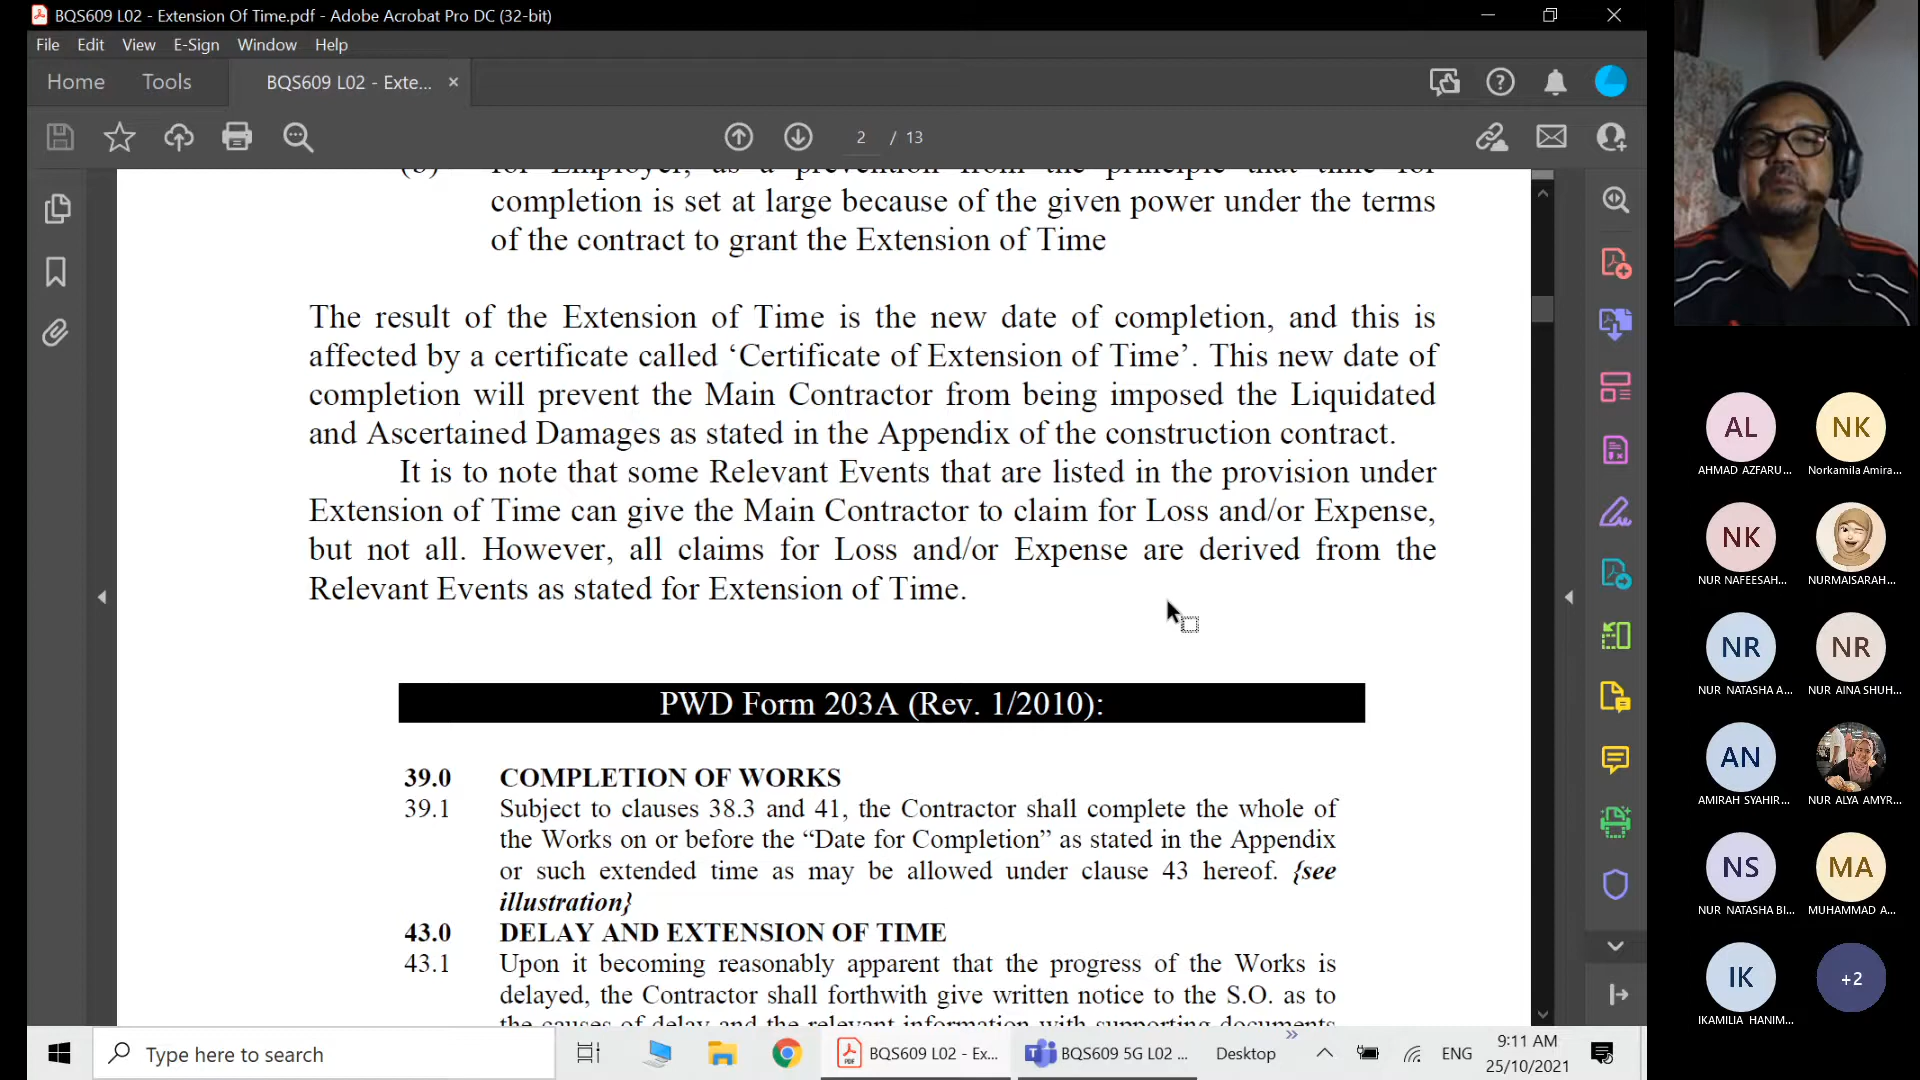 BQS609 L02 - Extension Of Time.pdf - Adobe Acrobat Pro DC (32-bit)
File Edit View E-Sign Window Help
Home Tools BQS609 L02 - Exte...
2 / 13
(b) for Employer, as a prevention from the principle that time for
completion is set at large because of the given power under the terms
of the contract to grant the Extension of Time
The result of the Extension of Time is the new date of completion, and this is
affected by a certificate called ‘Certificate of Extension of Time’. This new date of
completion will prevent the Main Contractor from being imposed the Liquidated
and Ascertained Damages as stated in the Appendix of the construction contract.
It is to note that some Relevant Events that are listed in the provision under
Extension of Time can give the Main Contractor to claim for Loss and/or Expense,
but not all. However, all claims for Loss and/or Expense are derived from the
Relevant Events as stated for Extension of Time.
PWD Form 203A (Rev. 1/2010):
39.0 COMPLETION OF WORKS
39.1 Subject to clauses 38.3 and 41, the Contractor shall complete the whole of
the Works on or before the “Date for Completion” as stated in the Appendix
or such extended time as may be allowed under clause 43 hereof. {see
illustration}
43.0 DELAY AND EXTENSION OF TIME
43.1 Upon it becoming reasonably apparent that the progress of the Works is
delayed, the Contractor shall forthwith give written notice to the S.O. as to
the causes of delay and the relevant information with supporting documents
AL NK
AHMAD AZFARU... Norkamila Amira...
NK
NUR NAFEESAH... NURMAISARAH...
NR NR
NUR NATASHA A... NUR AINA SHUH...
AN
AMIRAH SYAHIR... NUR ALYA AMYR...
NS MA
NUR NATASHA BI... MUHAMMAD A...
IK +2
IKAMILIA HANIM...
Type here to search
BQS609 L02 - Ex... BQS609 5G L02 ... Desktop ENG
9:11 AM
25/10/2021